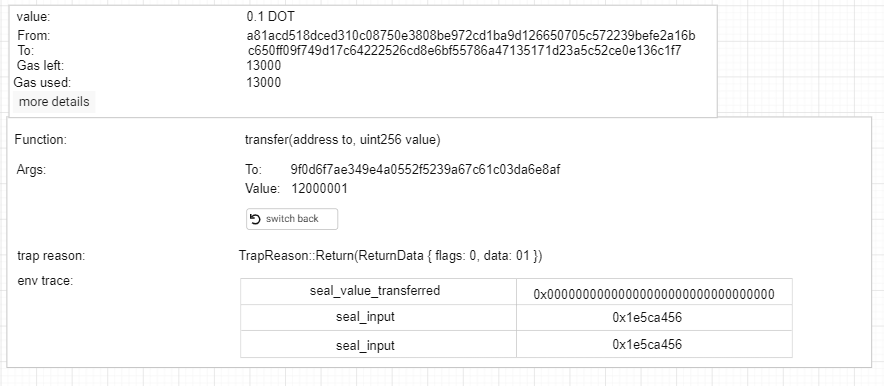 value: 0.1 DOT
From: a81acd518dced310c08750e3808be972cd1ba9d126650705c572239befe2a16b
To: c650ff09f749d17c64222526cd8e6bf55786a47135171d23a5c52ce0e136c1f7
Gas left: 13000
Gas used: 13000
more details
Function: transfer(address to, uint256 value)
Args: To: 9f0d6f7ae349e4a0552f5239a67c61c03da6e8af
Value: 12000001
switch back
trap reason: TrapReason::Return(ReturnData { flags: 0, data: 01 })
env trace:
seal_value_transferred 0x00000000000000000000000000000000
seal_input 0x1e5ca456
seal_input 0x1e5ca456